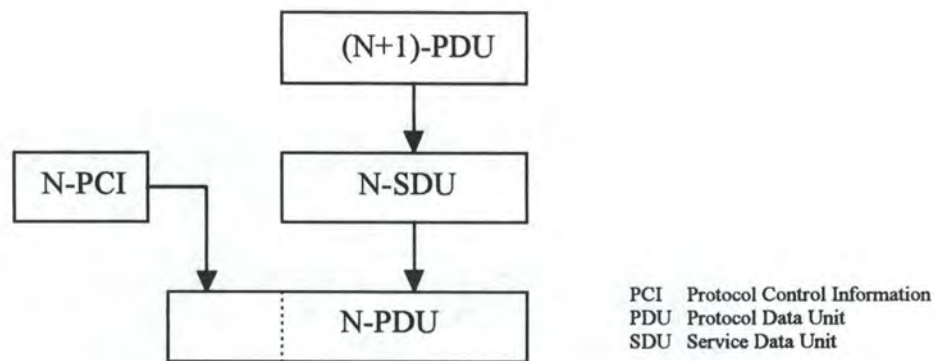 (N+1)-PDU
N-PCI
N-SDU
N-PDU
PCI Protocol Control Information
PDU Protocol Data Unit
SDU Service Data Unit